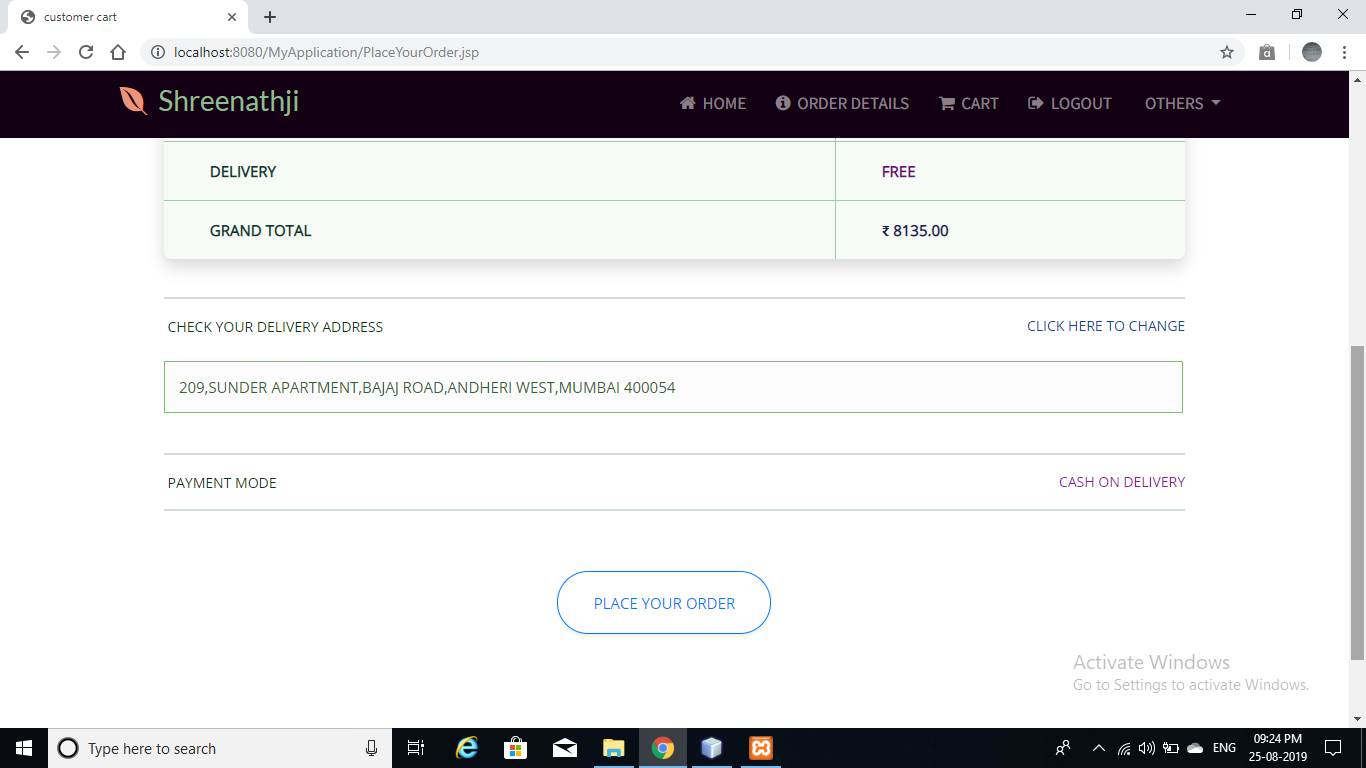 customer cart
localhost:8080/MyApplication/PlaceYourOrder.jsp
Shreenathji
HOME ORDER DETAILS CART LOGOUT OTHERS
DELIVERY FREE
GRAND TOTAL ₹ 8135.00
CHECK YOUR DELIVERY ADDRESS CLICK HERE TO CHANGE
209,SUNDER APARTMENT,BAJAJ ROAD,ANDHERI WEST,MUMBAI 400054
PAYMENT MODE CASH ON DELIVERY
PLACE YOUR ORDER
Activate Windows
Go to Settings to activate Windows.
Type here to search
ENG
09:24 PM
25-08-2019